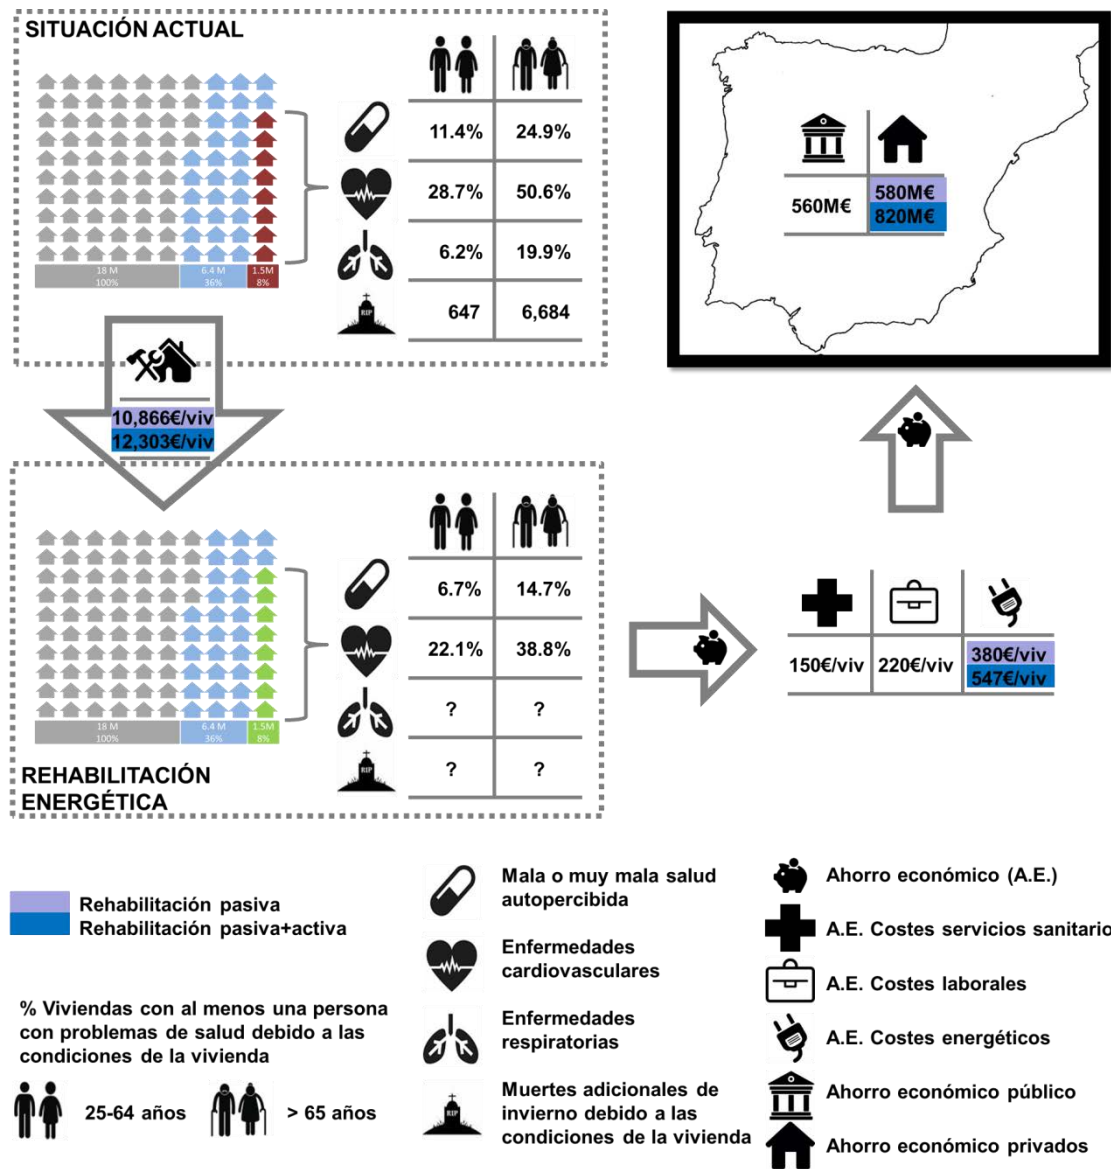 SITUACIÓN ACTUAL
11.4% 24.9%
28.7% 50.6%
6.2% 19.9%
RIP 647 6,684
18 M 6.4 M 1.5M
100% 36% 8%
560M€ 580M€
820M€
10,866€/viv
12,303€/viv
6.7% 14.7%
22.1% 38.8%
? ?
RIP ? ?
18 M 6.4 M 1.5M
100% 36% 8%
REHABILITACIÓN
ENERGÉTICA
150€/viv 220€/viv 380€/viv
547€/viv
Rehabilitación pasiva
Rehabilitación pasiva+activa
% Viviendas con al menos una persona
con problemas de salud debido a las
condiciones de la vivienda
25-64 años > 65 años
Mala o muy mala salud
autopercibida
Enfermedades
cardiovasculares
Enfermedades
respiratorias
RIP
Muertes adicionales de
invierno debido a las
condiciones de la vivienda
Ahorro económico (A.E.)
A.E. Costes servicios sanitario
A.E. Costes laborales
A.E. Costes energéticos
Ahorro económico público
Ahorro económico privados